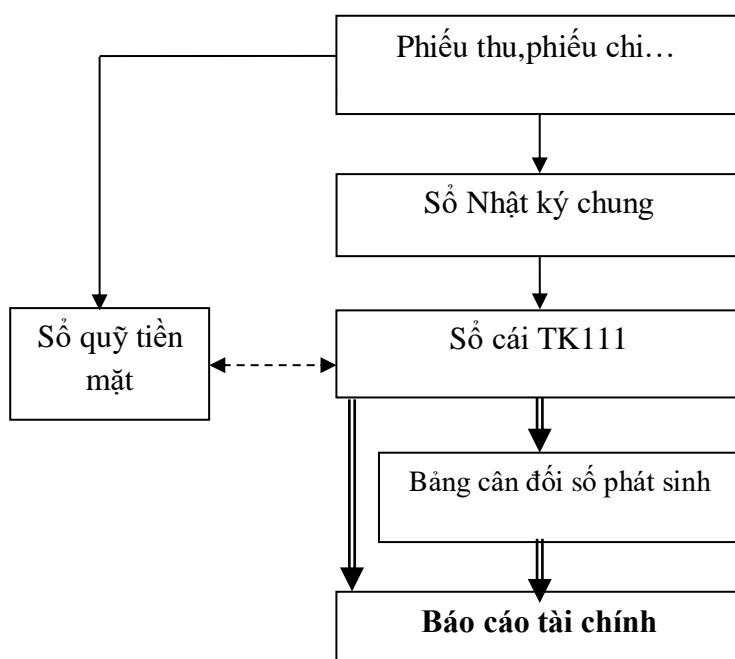 Phiếu thu,phiếu chi…
Sổ Nhật ký chung
Sổ quỹ tiền
mặt
Sổ cái TK111
Bảng cân đối số phát sinh
Báo cáo tài chính